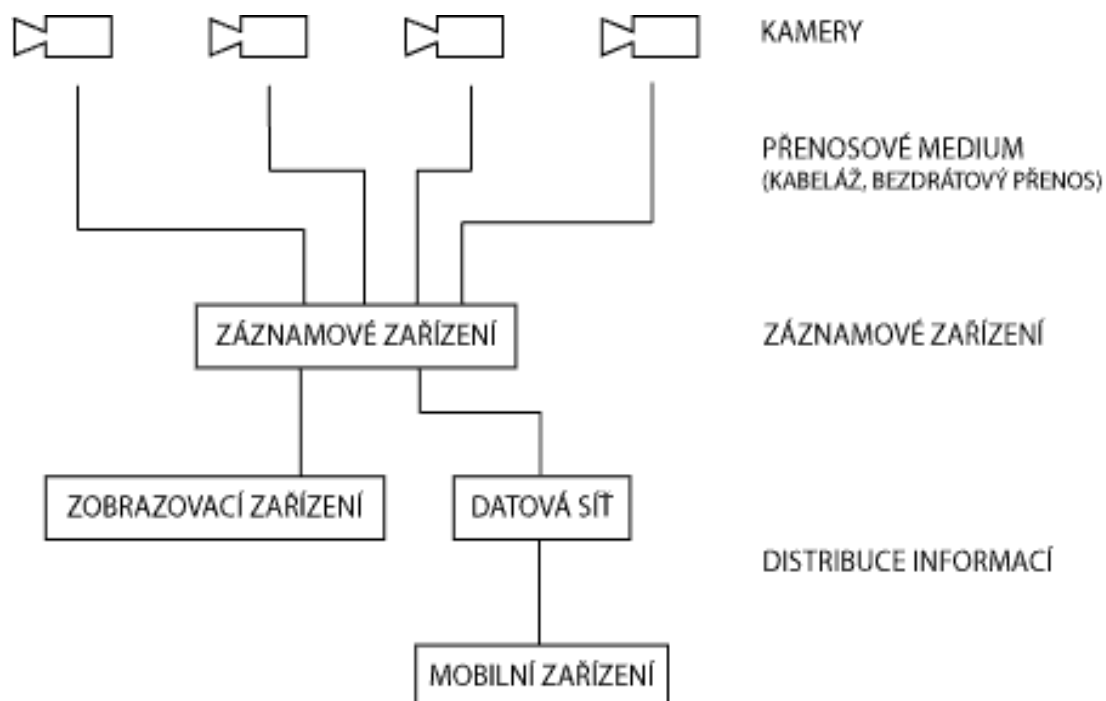 KAMERY
PŘENOSOVÉ MEDIUM
(KABELÁŽ, BEZDRÁTOVÝ PŘENOS)
ZÁZNAMOVÉ ZAŘÍZENÍ
ZÁZNAMOVÉ ZAŘÍZENÍ
ZOBRAZOVACÍ ZAŘÍZENÍ
DATOVÁ SÍŤ
DISTRIBUCE INFORMACÍ
MOBILNÍ ZAŘÍZENÍ